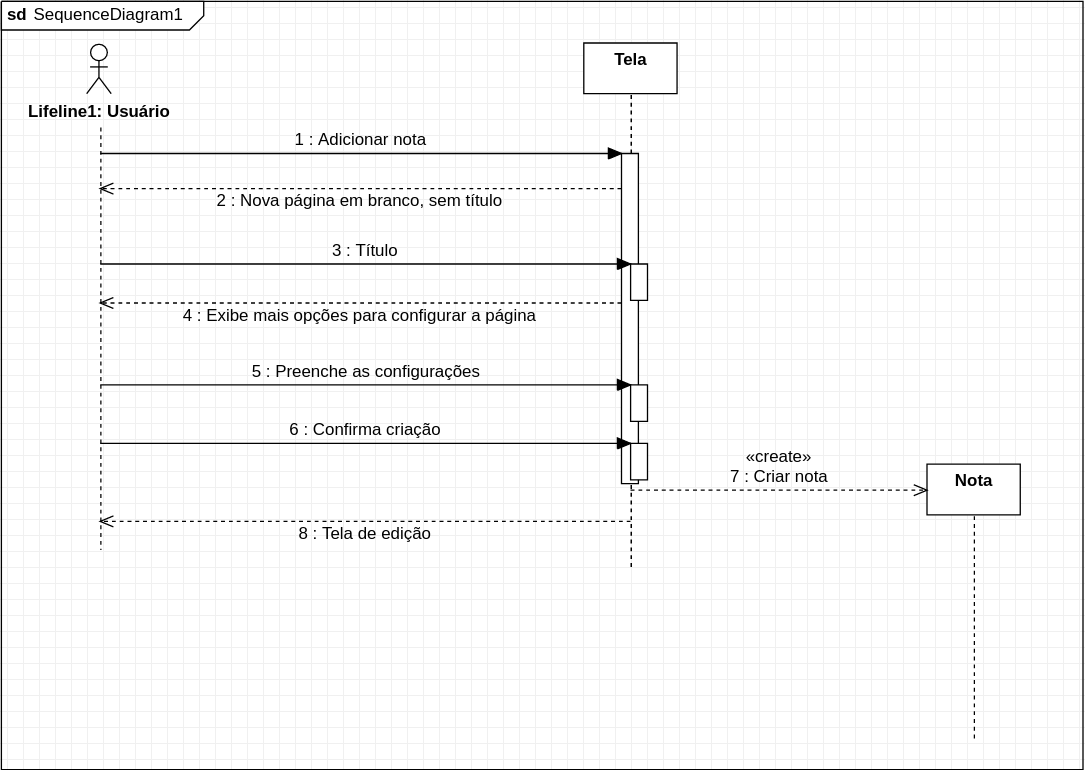 sd SequenceDiagram1
Lifeline1: Usuário
Tela
1 : Adicionar nota
2 : Nova página em branco, sem título
3 : Título
4 : Exibe mais opções para configurar a página
5 : Preenche as configurações
6 : Confirma criação
«create»
7 : Criar nota
Nota
8 : Tela de edição